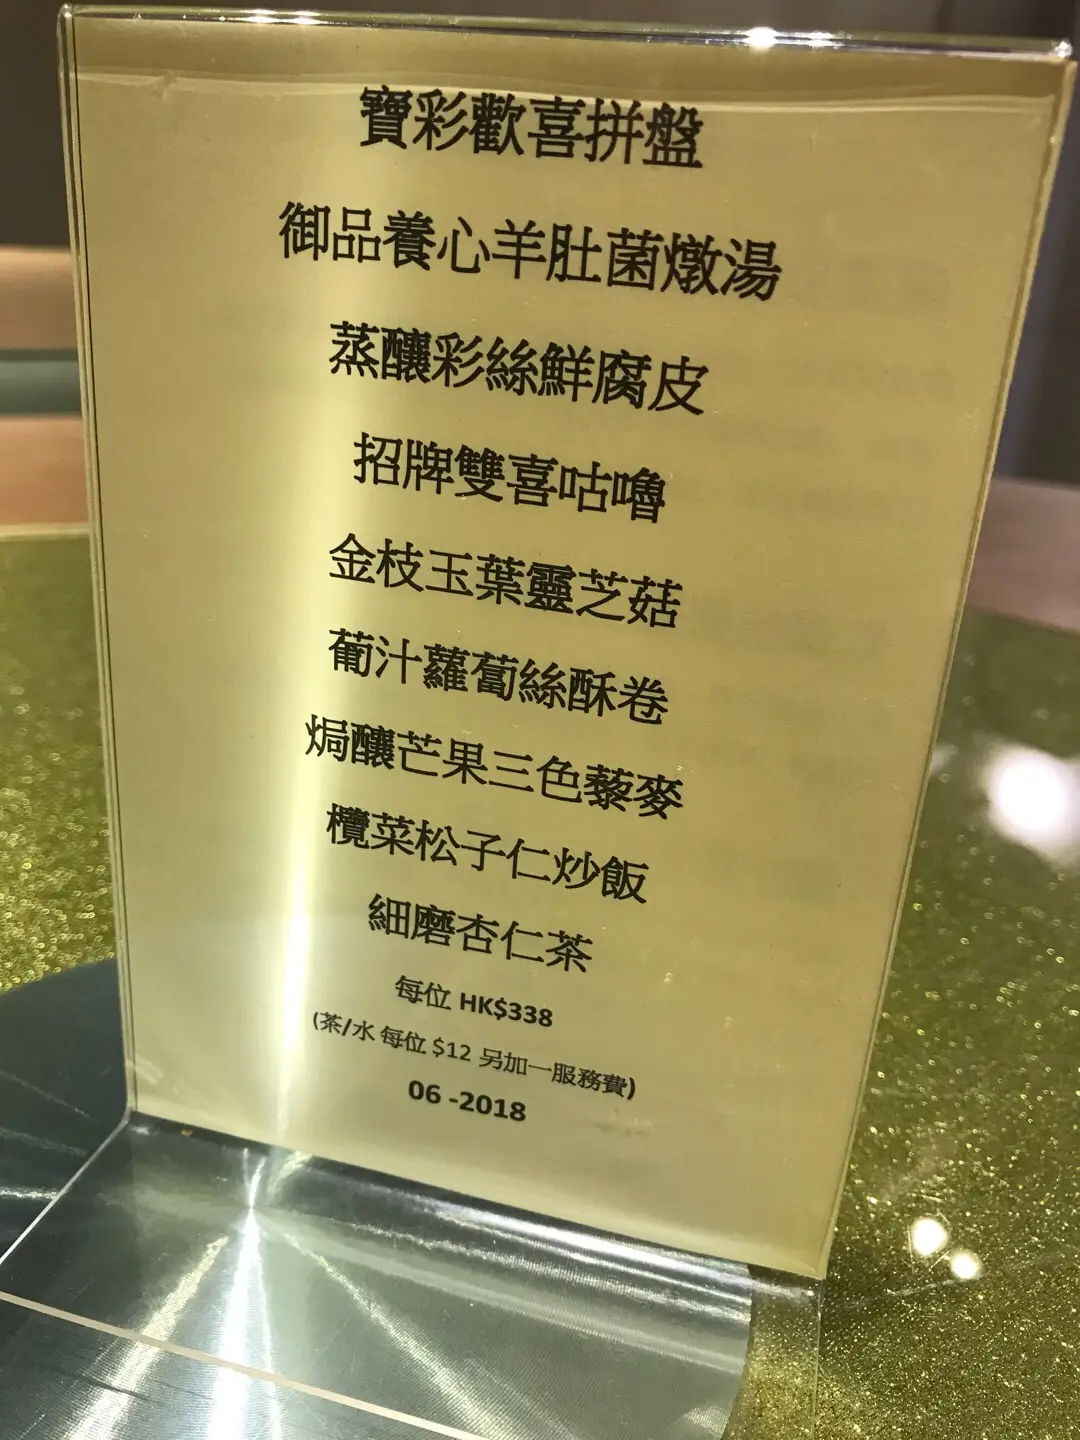 寶彩歡喜拼盤
御品養心羊肚菌燉湯
蒸釀彩絲鮮腐皮
招牌雙喜咕嚕
金枝玉葉靈芝菇
葡汁蘿蔔絲酥卷
焗釀芒果三色藜麥
欖菜松子仁炒飯
細磨杏仁茶
每位 HK$338
(茶/水 每位 $12 另加一服務費)
06 -2018